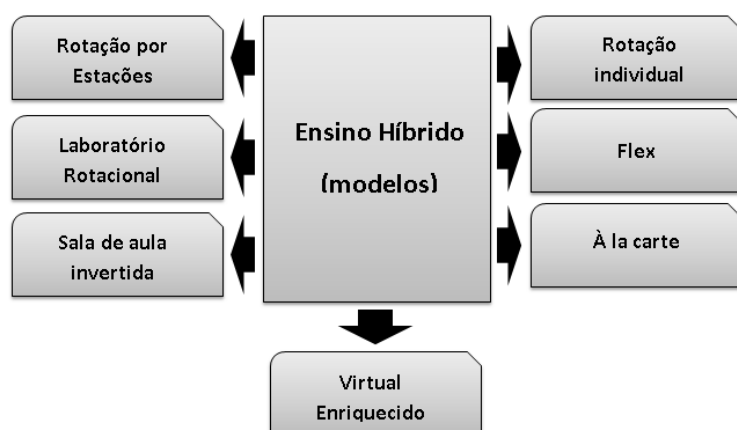 Rotação por
Estações
Laboratório
Rotacional
Sala de aula
invertida
Ensino Híbrido
(modelos)
Rotação
individual
Flex
À la carte
Virtual
Enriquecido